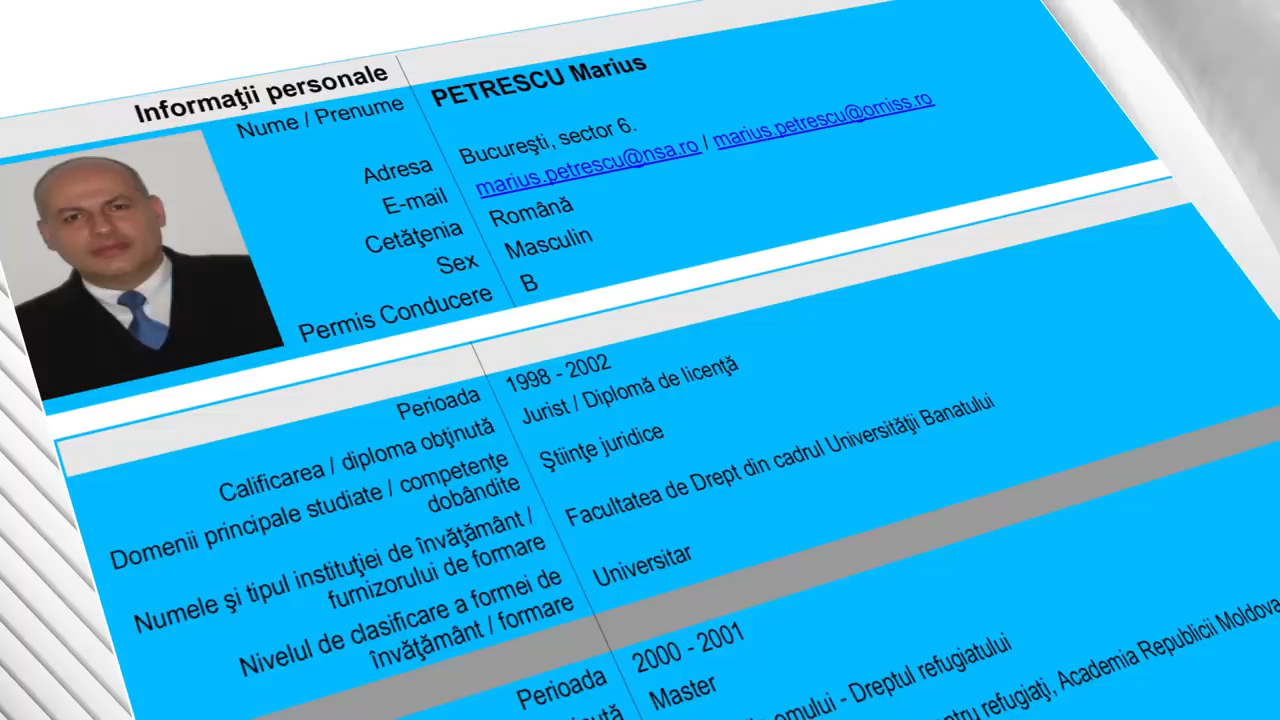 Informaţii personale
Nume / Prenume PETRESCU Marius
Adresa Bucureşti, sector 6.
E-mail marius.petrescu@nsa.ro / marius.petrescu@orniss.ro
Cetăţenia Română
Sex Masculin
Permis Conducere B
Perioada 1998 - 2002
Calificarea / diploma obţinută Jurist / Diplomă de licenţă
Domenii principale studiate / competenţe Ştiinţe juridice
dobândite
Numele şi tipul instituţiei de învăţământ / Facultatea de Drept din cadrul Universităţii Banatului
furnizorului de formare
Nivelul de clasificare a formei de Universitar
învăţământ / formare
Perioada 2000 - 2001
Master
omului - Dreptul refugiatului
refugiaţi, Academia Republicii Moldova